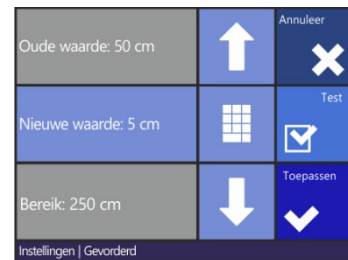 Oude waarde: 50 cm
Annuleer
Nieuwe waarde: 5 cm
Test
Bereik: 250 cm
Toepassen
Instellingen | Gevorderd